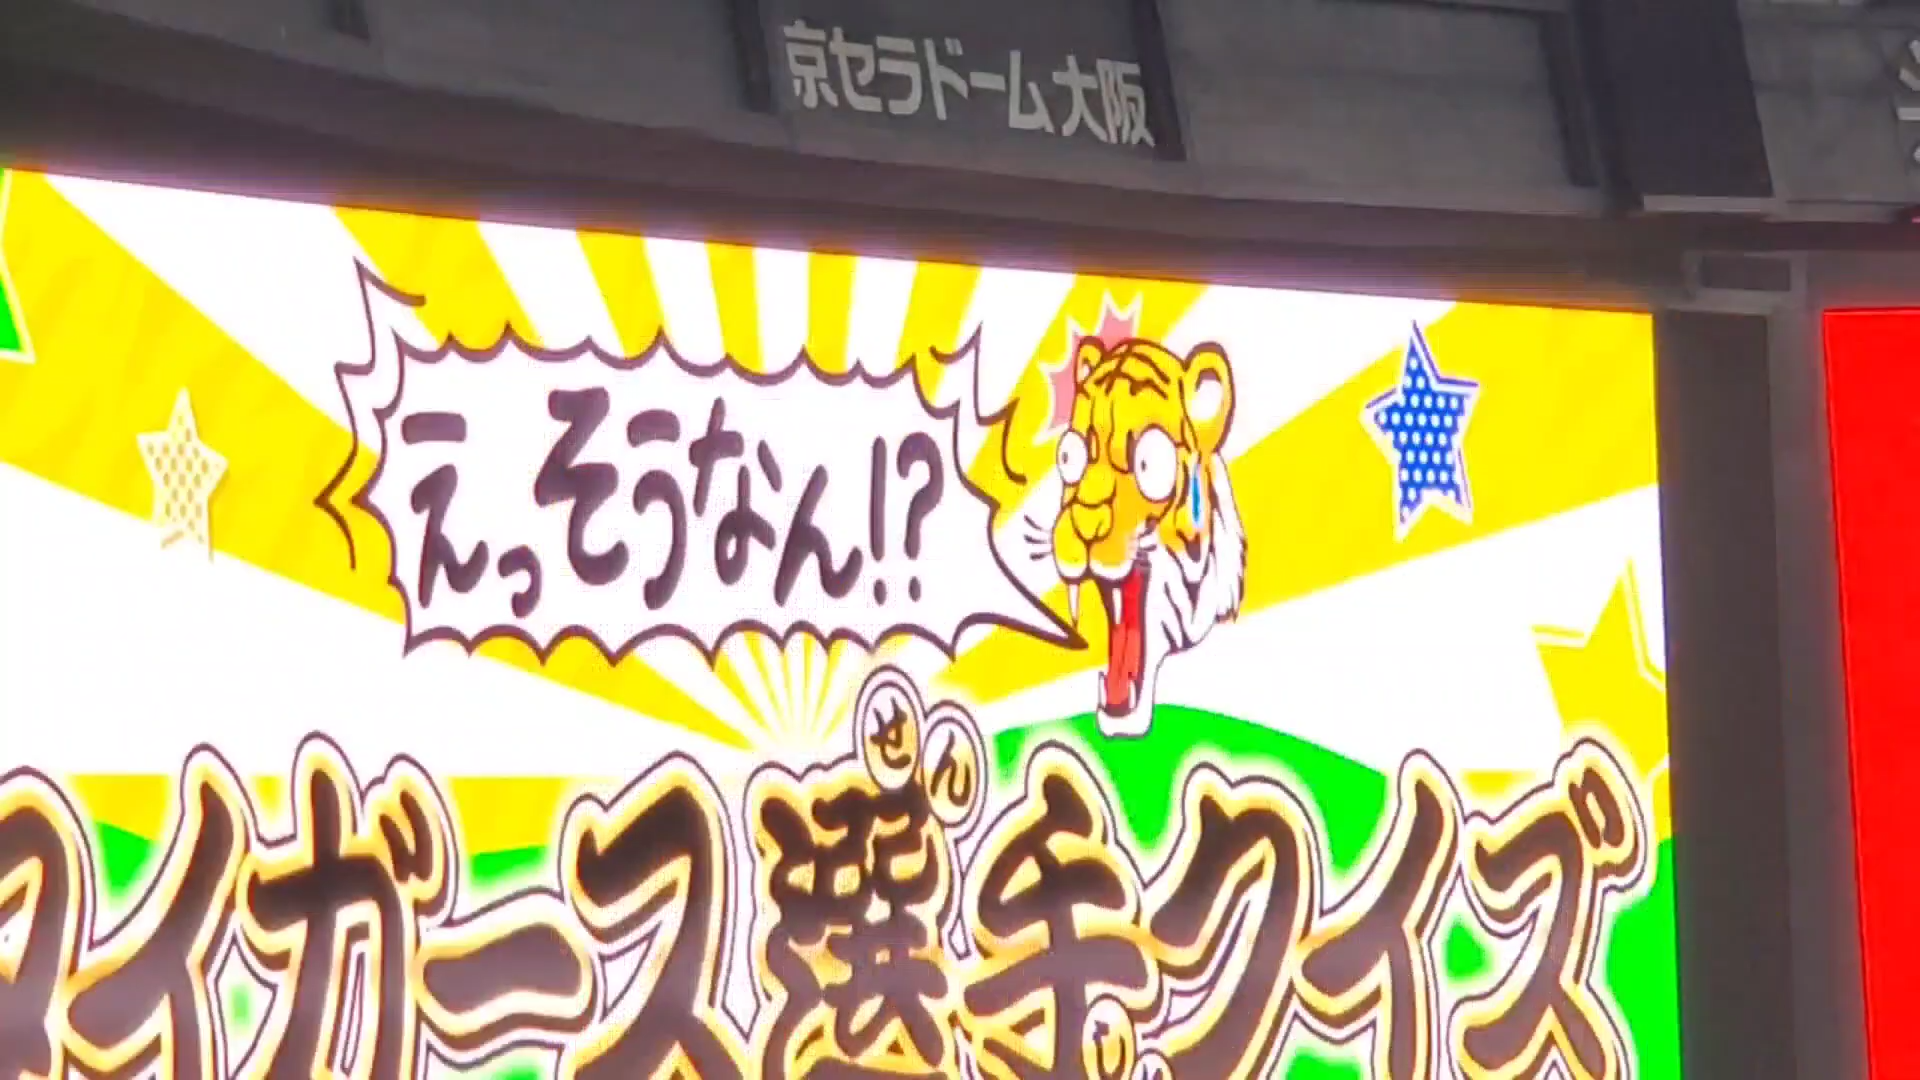 京セラドーム大阪
えっそうなん!?
せん
タイガース選手クイズ